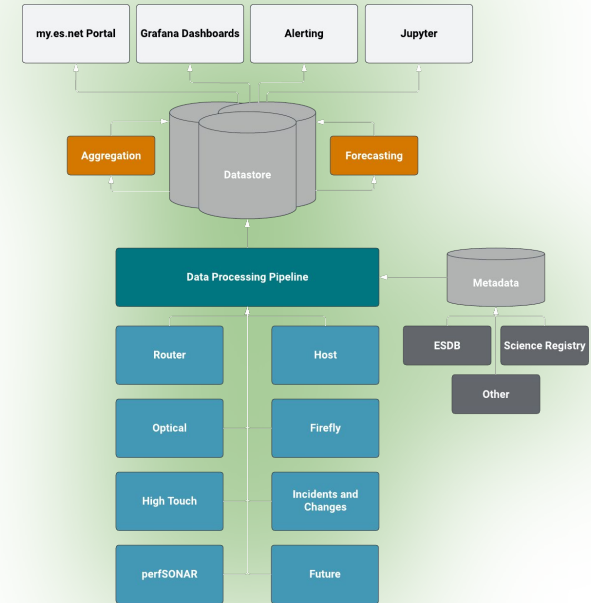 my.es.net Portal
Grafana Dashboards
Alerting
Jupyter
Aggregation
Datastore
Forecasting
Data Processing Pipeline
Metadata
Router
Host
ESDB
Science Registry
Other
Optical
Firefly
High Touch
Incidents and
Changes
perfSONAR
Future